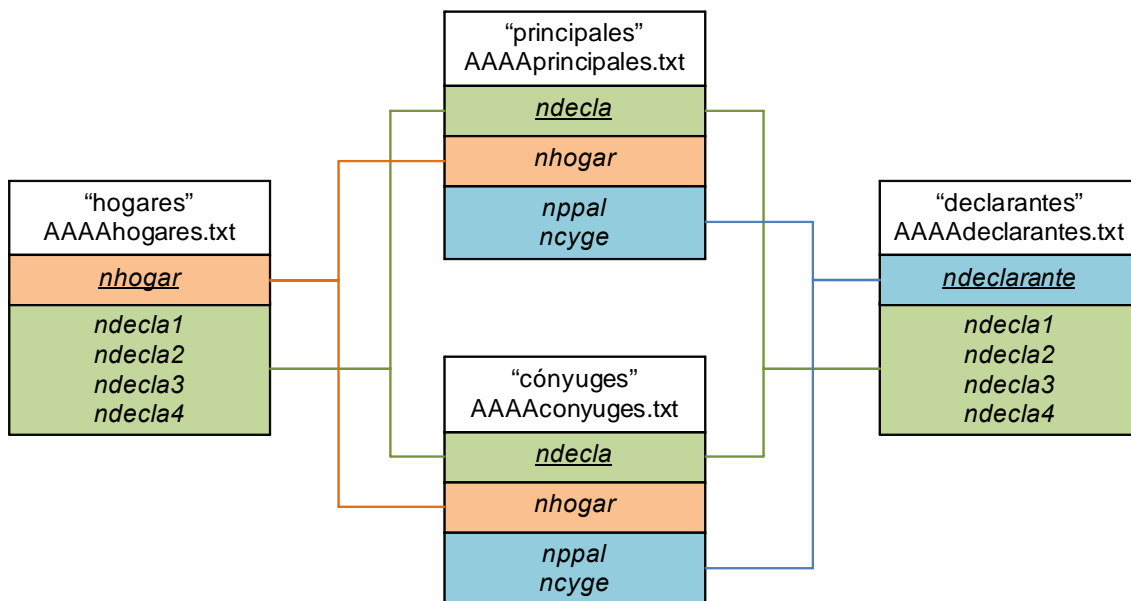 “principales”
AAAAprincipales.txt
ndecla
nhogar
nppal
ncyge
“hogares”
AAAAhogares.txt
nhogar
ndecla1
ndecla2
ndecla3
ndecla4
“declarantes”
AAAAdeclarantes.txt
ndeclarante
ndecla1
ndecla2
ndecla3
ndecla4
“cónyuges”
AAAAconyuges.txt
ndecla
nhogar
nppal
ncyge